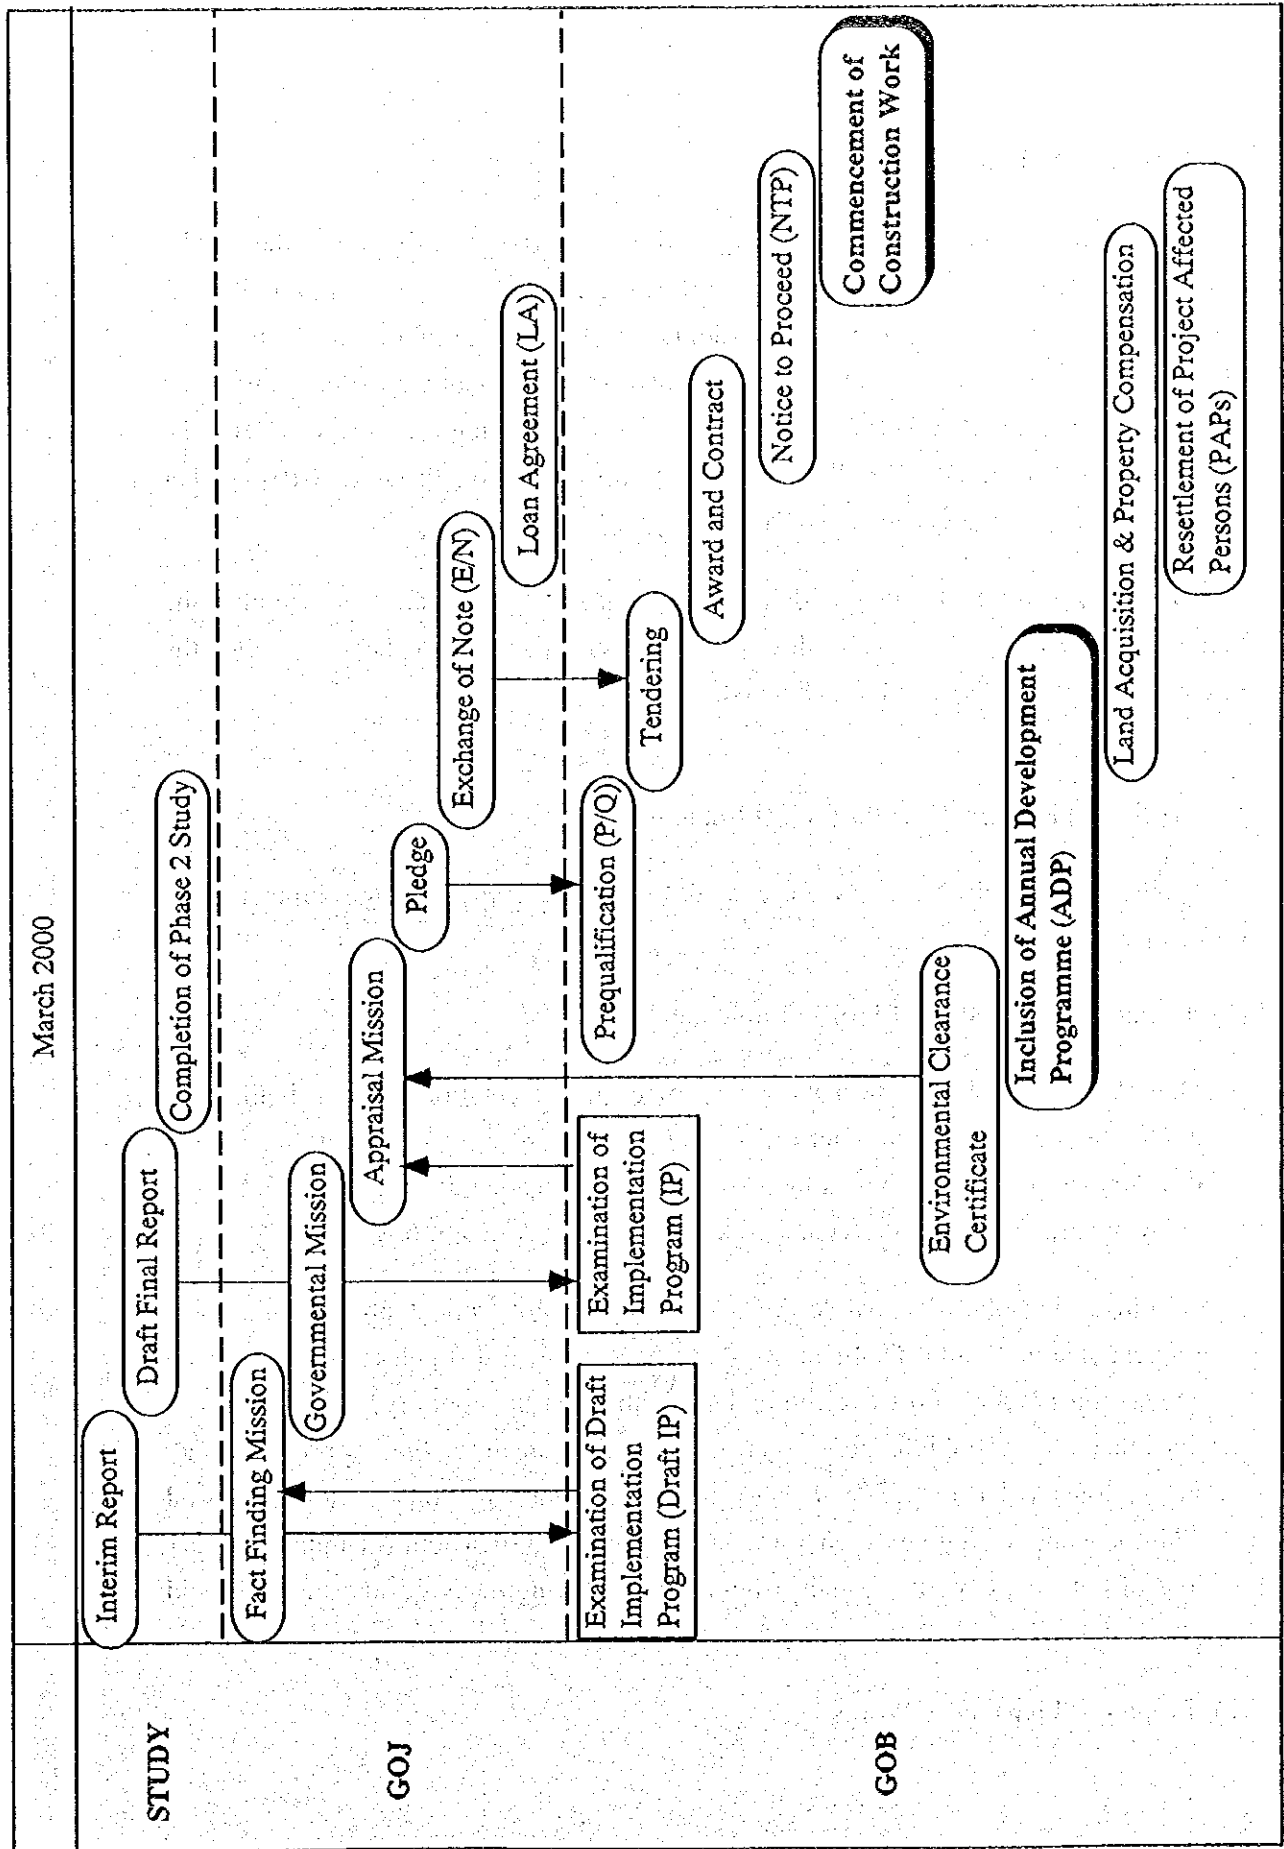 March 2000
STUDY
Interim Report
Draft Final Report
Completion of Phase 2 Study
GOJ
Fact Finding Mission
Governmental Mission
Appraisal Mission
Pledge
Exchange of Note (E/N)
Loan Agreement (LA)
GOB
Examination of Draft
Implementation
Program (Draft IP)
Examination of
Implementation
Program (IP)
Prequalification (P/Q)
Tendering
Award and Contract
Notice to Proceed (NTP)
Commencement of
Construction Work
Environmental Clearance
Certificate
Inclusion of Annual Development
Programme (ADP)
Land Acquisition & Property Compensation
Resettlement of Project Affected
Persons (PAPs)